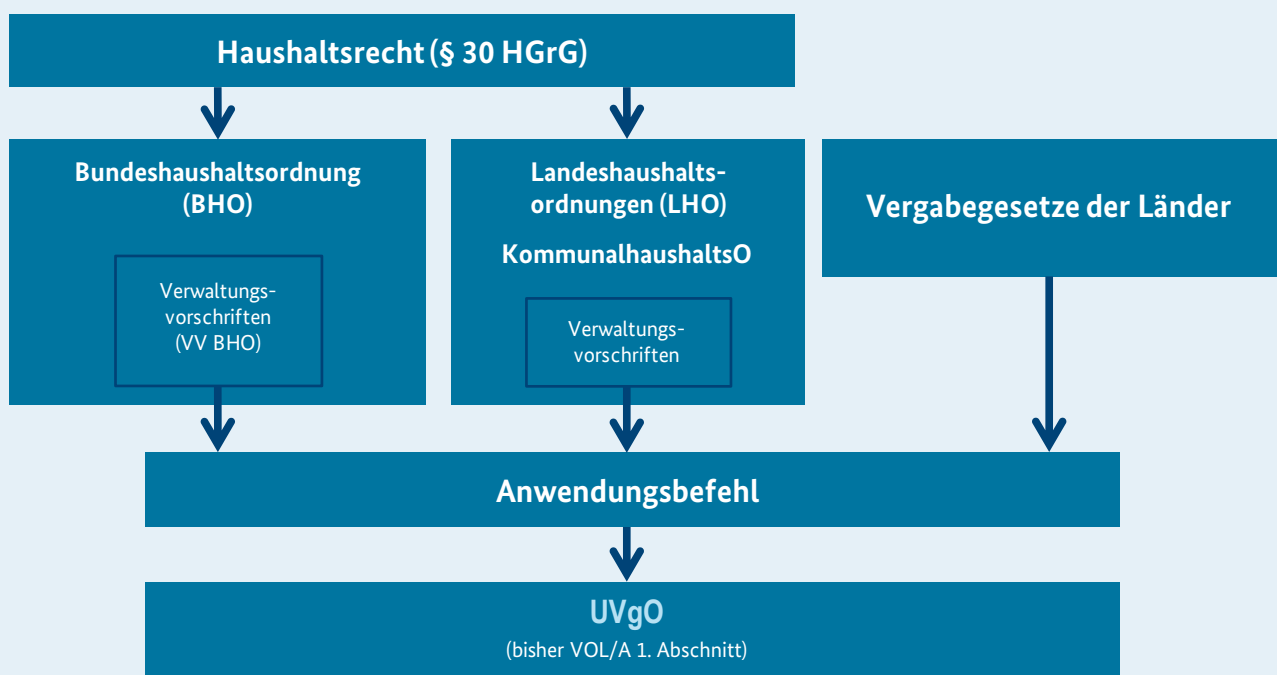 Haushaltsrecht (§ 30 HGrG)
Bundeshaushaltsordnung
(BHO)
Verwaltungs-
vorschriften
(VV BHO)
Landeshaushalts-
ordnungen (LHO)
KommunalhaushaltsO
Verwaltungs-
vorschriften
Vergabegesetze der Länder
Anwendungsbefehl
UVgO
(bisher VOL/A 1. Abschnitt)